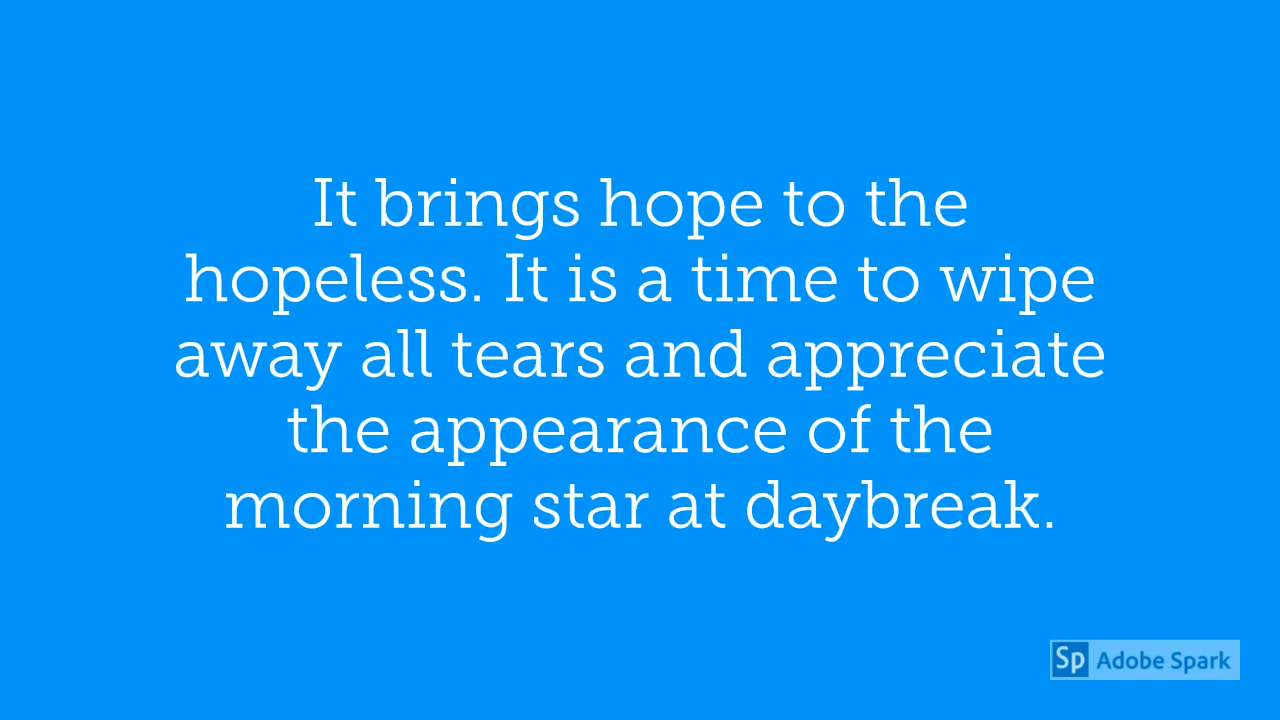 It brings hope to the
hopeless. It is a time to wipe
away all tears and appreciate
the appearance of the
morning star at daybreak.
Sp Adobe Spark